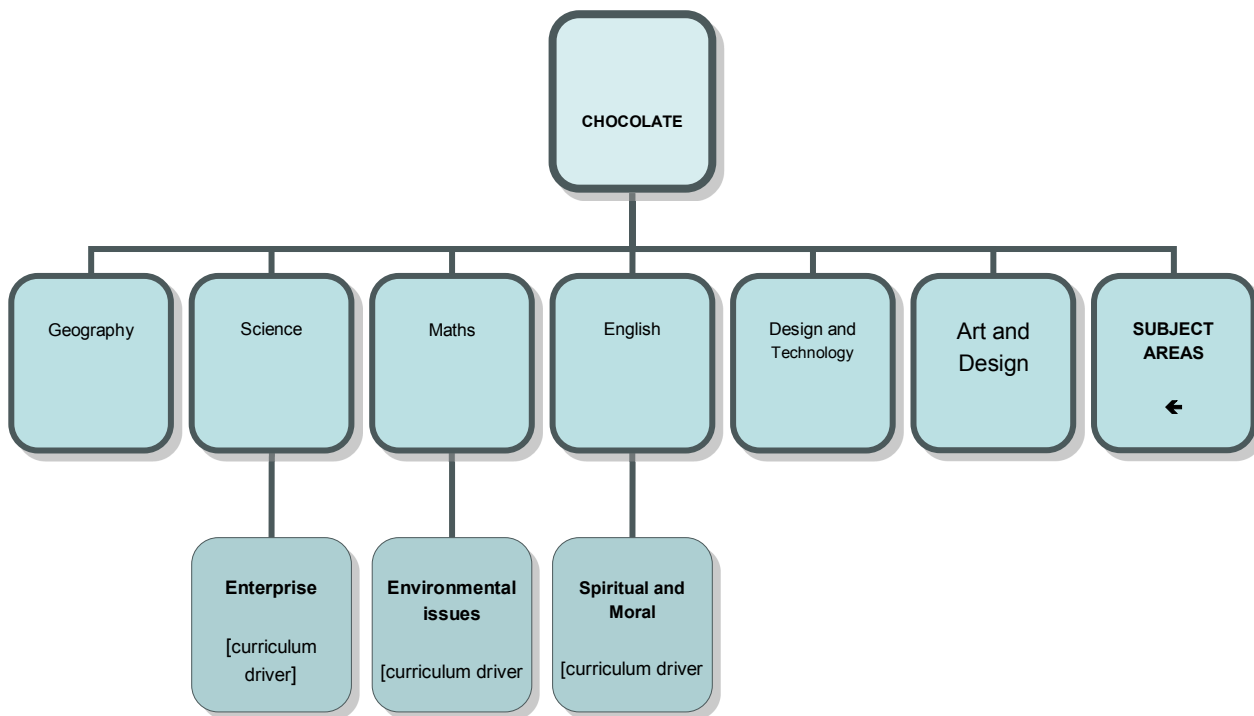 CHOCOLATE
Geography
Science
Maths
English
Design and
Technology
Art and
Design
SUBJECT
AREAS
←
Enterprise
[curriculum
driver]
Environmental
issues
[curriculum driver
Spiritual and
Moral
[curriculum driver